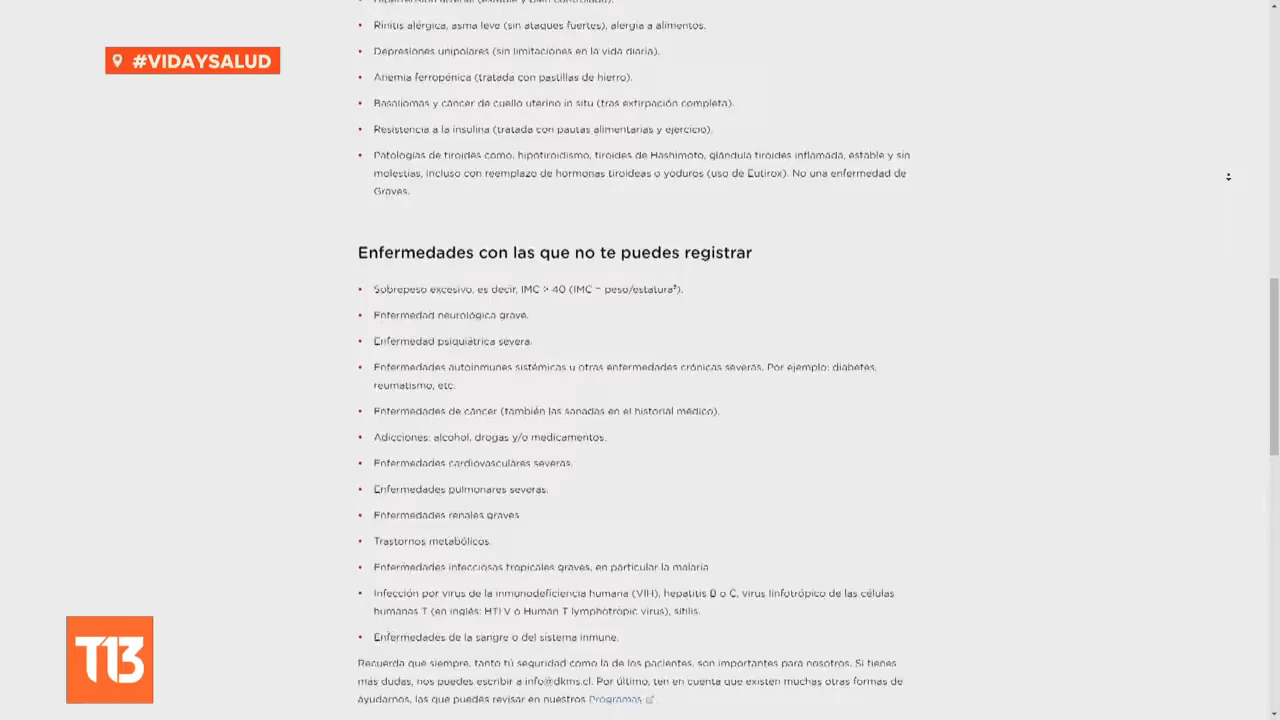 Rinitis alérgica, asma leve (sin ataques fuertes), alergia a alimentos.
#VIDAYSALUD
Depresiones unipolares (sin limitaciones en la vida diaria).
Anemia ferropénica (tratada con pastillas de hierro).
Basaliomas y cáncer de cuello uterino in situ (tras extirpación completa).
Resistencia a la insulina (tratada con pautas alimentarias y ejercicio).
Patologías de tiroides como: hipotiroidismo, tiroides de Hashimoto, glándula tiroides inflamada, estable y sin
molestias, incluso con reemplazo de hormonas tiroideas o yoduros (uso de Eutirox). No una enfermedad de
Graves.
Enfermedades con las que no te puedes registrar
Sobrepeso excesivo, es decir, IMC > 40 (IMC = peso/estatura²).
Enfermedad neurológica grave.
Enfermedad psiquiátrica severa.
Enfermedades autoinmunes sistémicas u otras enfermedades crónicas severas. Por ejemplo: diabetes,
reumatismo, etc.
Enfermedades de cáncer (también las sanadas en el historial médico).
Adicciones: alcohol, drogas y/o medicamentos.
Enfermedades cardiovasculares severas.
Enfermedades pulmonares severas.
Enfermedades renales graves
Trastornos metabólicos.
Enfermedades infecciosas tropicales graves, en particular la malaria
Infección por virus de la inmunodeficiencia humana (VIH), hepatitis B o C, virus linfotrópico de las células
humanas T (en inglés: HTLV o Human T lymphotropic virus), sífilis.
Enfermedades de la sangre o del sistema inmune.
Recuerda que siempre, tanto tú seguridad como la de los pacientes, son importantes para nosotros. Si tienes
más dudas, nos puedes escribir a info@dkms.cl. Por último, ten en cuenta que existen muchas otras formas de
ayudarnos, las que puedes revisar en nuestros Programas.
T13